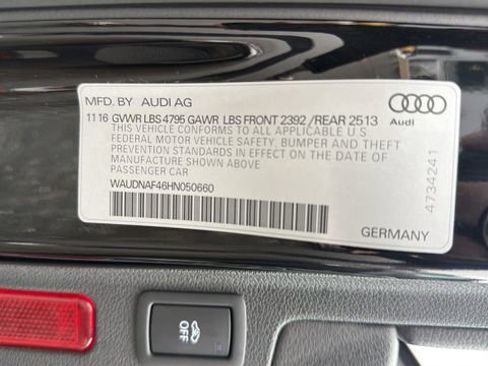 MFD. BY AUDI AG
Audi
11 16 GVWR LBS 4795 GAWR LBS FRONT 2392 /REAR 2513
THIS VEHICLE CONFORMS TO ALL APPLICABLE U.S.
FEDERAL MOTOR VEHICLE SAFETY, BUMPER AND THEFT
PREVENTION STANDARDS IN EFFECT ON THE DATE OF
MANUFACTURE SHOWN ABOVE
PASSENGER CAR
WAUDNAF46HN050660
4734241
GERMANY
OFF